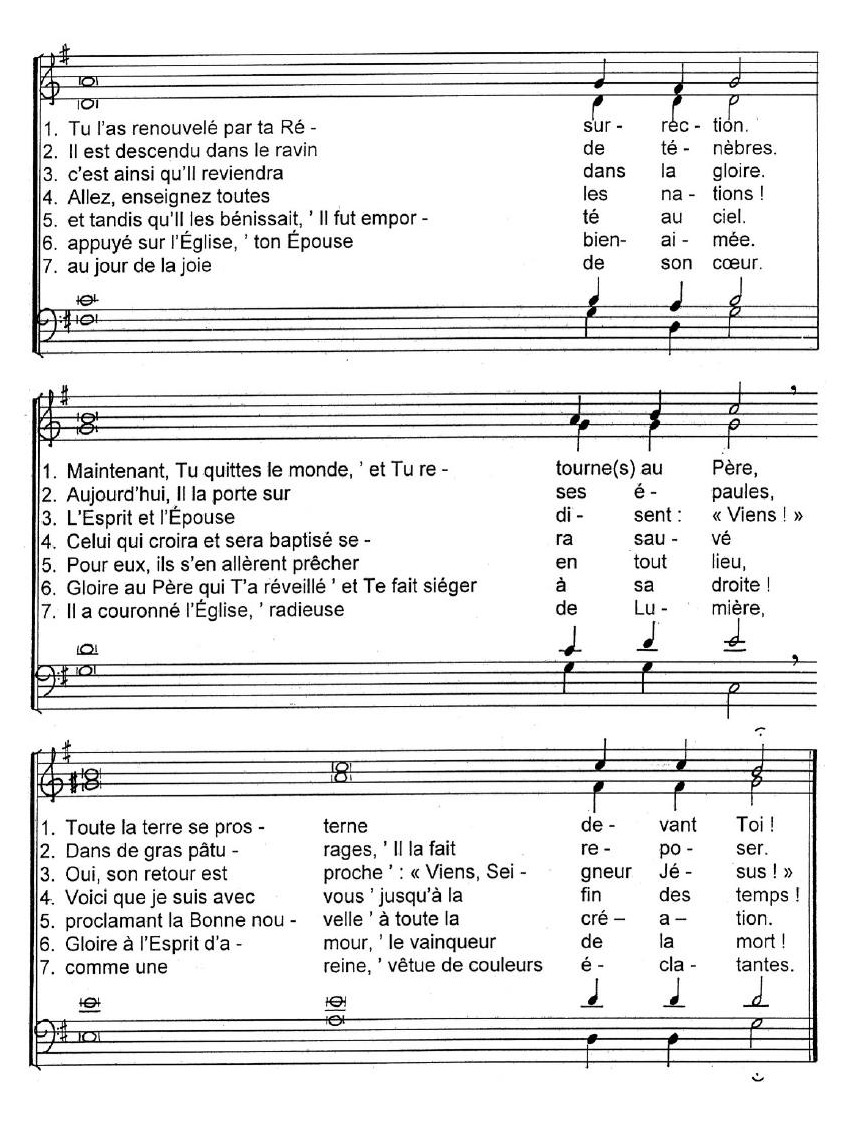 1. Tu l'as renouvelé par ta Ré - sur - rec - tion.
2. Il est descendu dans le ravin de té - nèbres.
3. c'est ainsi qu'Il reviendra dans la gloire.
4. Allez, enseignez toutes les na - tions !
5. et tandis qu'Il les bénissait, ' Il fut empor - té au ciel.
6. appuyé sur l'Église, ' ton Épouse bien- ai - mée.
7. au jour de la joie de son cœur.
1. Maintenant, Tu quittes le monde, ' et Tu re - tourne(s) au Père,
2. Aujourd'hui, Il la porte sur ses é - paules,
3. L'Esprit et l'Épouse di - sent : « Viens ! »
4. Celui qui croira et sera baptisé se - ra sau - vé
5. Pour eux, ils s'en allèrent prêcher en tout lieu,
6. Gloire au Père qui T'a réveillé ' et Te fait siéger à sa droite !
7. Il a couronné l'Église, ' radieuse de Lu - mière,
1. Toute la terre se pros - terne de - vant Toi !
2. Dans de gras pâtu - rages, ' Il la fait re - po - ser.
3. Oui, son retour est proche ' : « Viens, Sei - gneur Jé - sus ! »
4. Voici que je suis avec vous ' jusqu'à la fin des temps !
5. proclamant la Bonne nou - velle ' à toute la cré – a – tion.
6. Gloire à l'Esprit d'a - mour, ' le vainqueur de la mort !
7. comme une reine, ' vêtue de couleurs é - cla - tantes.